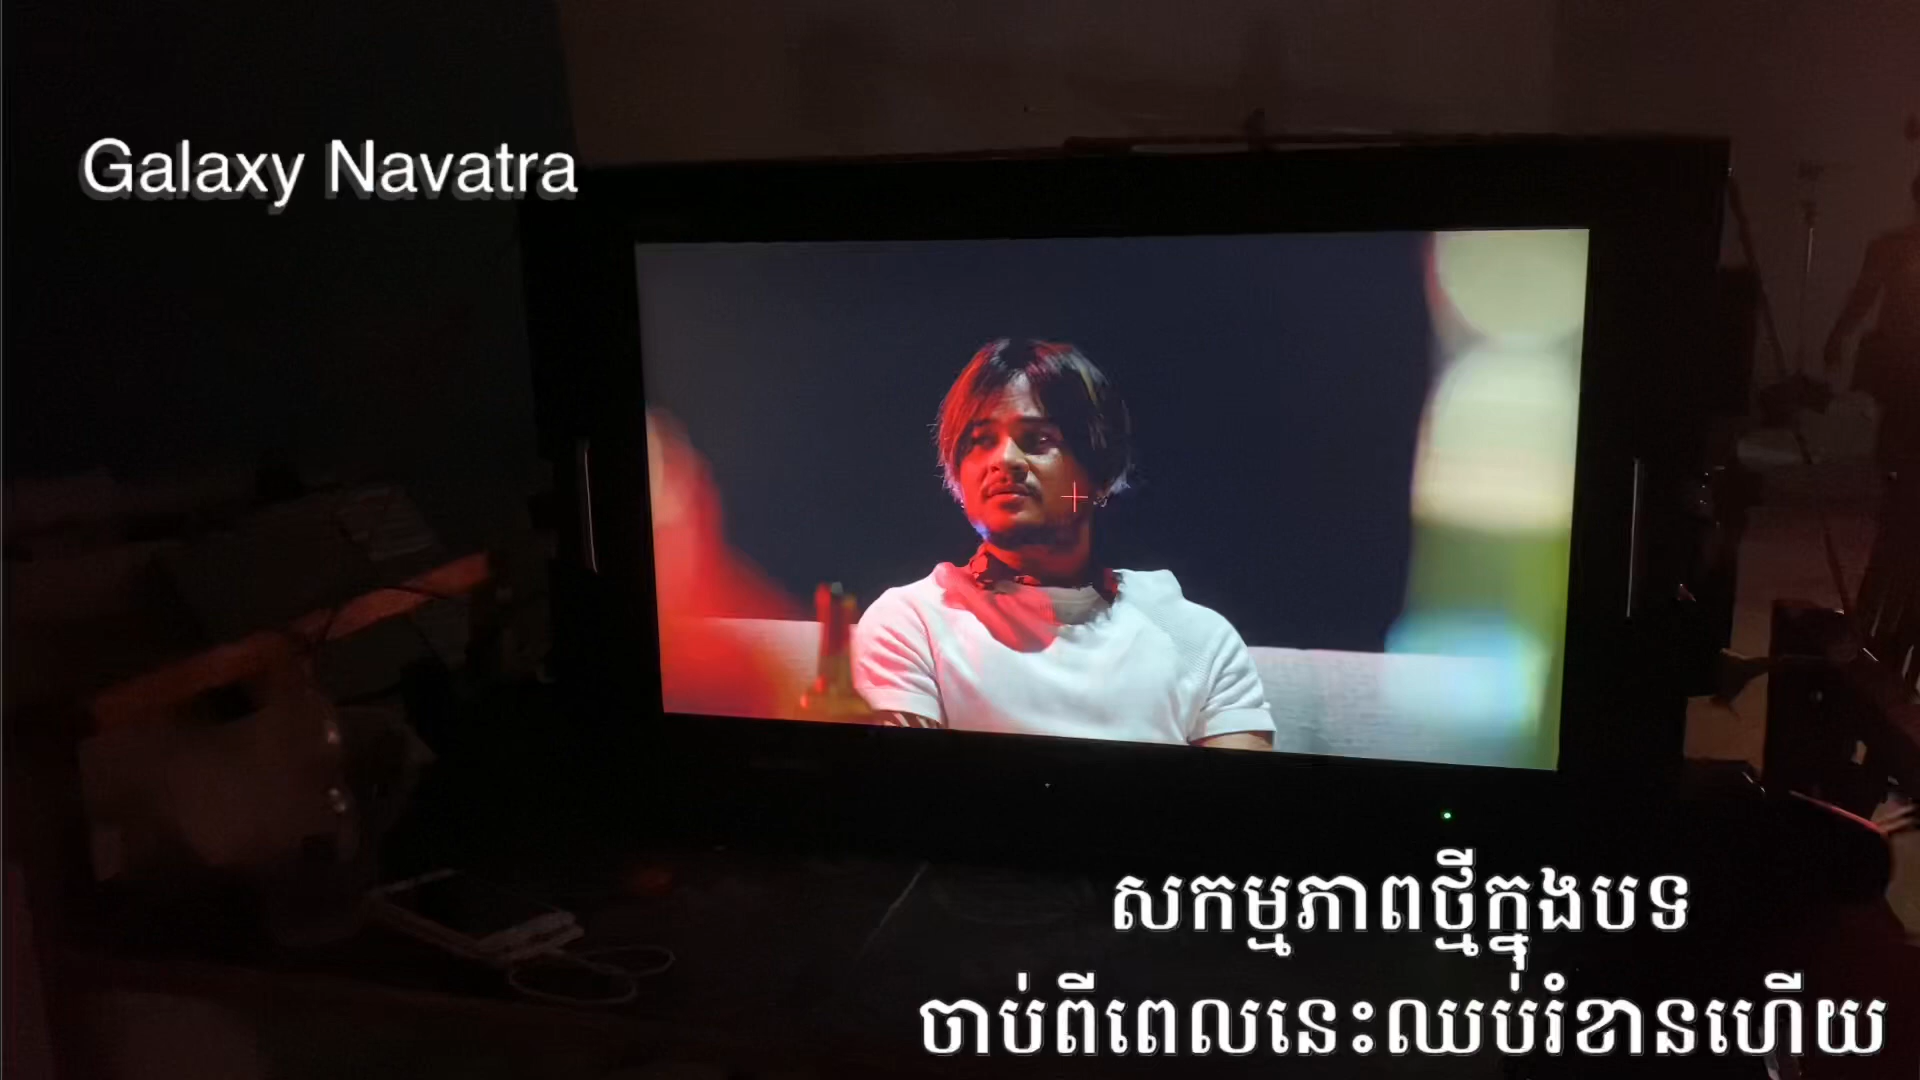 Galaxy Navatra
សកម្មភាពថ្មីក្នុងបទ
ចាប់ពីពេលនេះឈប់រំខានហើយ